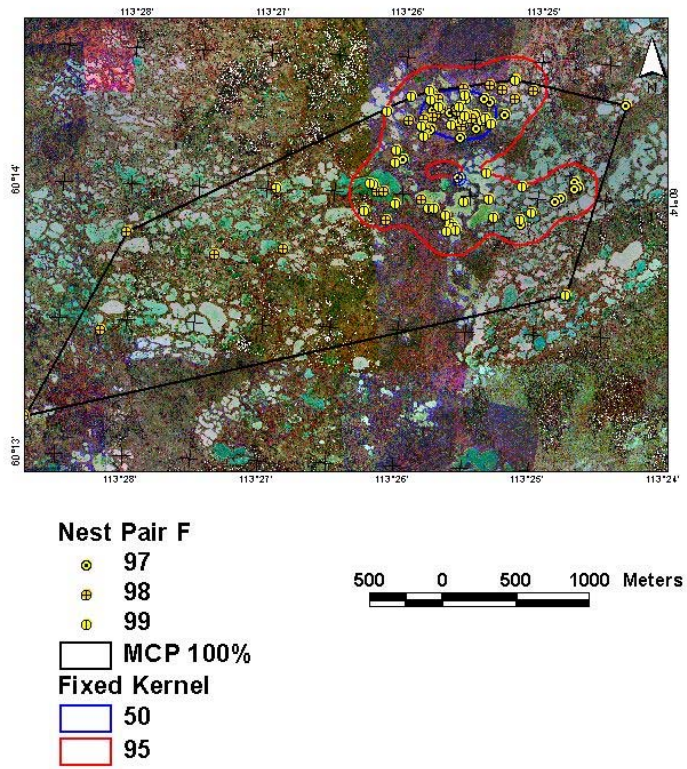 113°28' 113°27' 113°26' 113°25'
N
60°14' 60°14'
60°13'
113°28' 113°27' 113°26' 113°25' 113°24'
Nest Pair F
97
98
99
MCP 100%
Fixed Kernel
50
95
500 0 500 1000 Meters